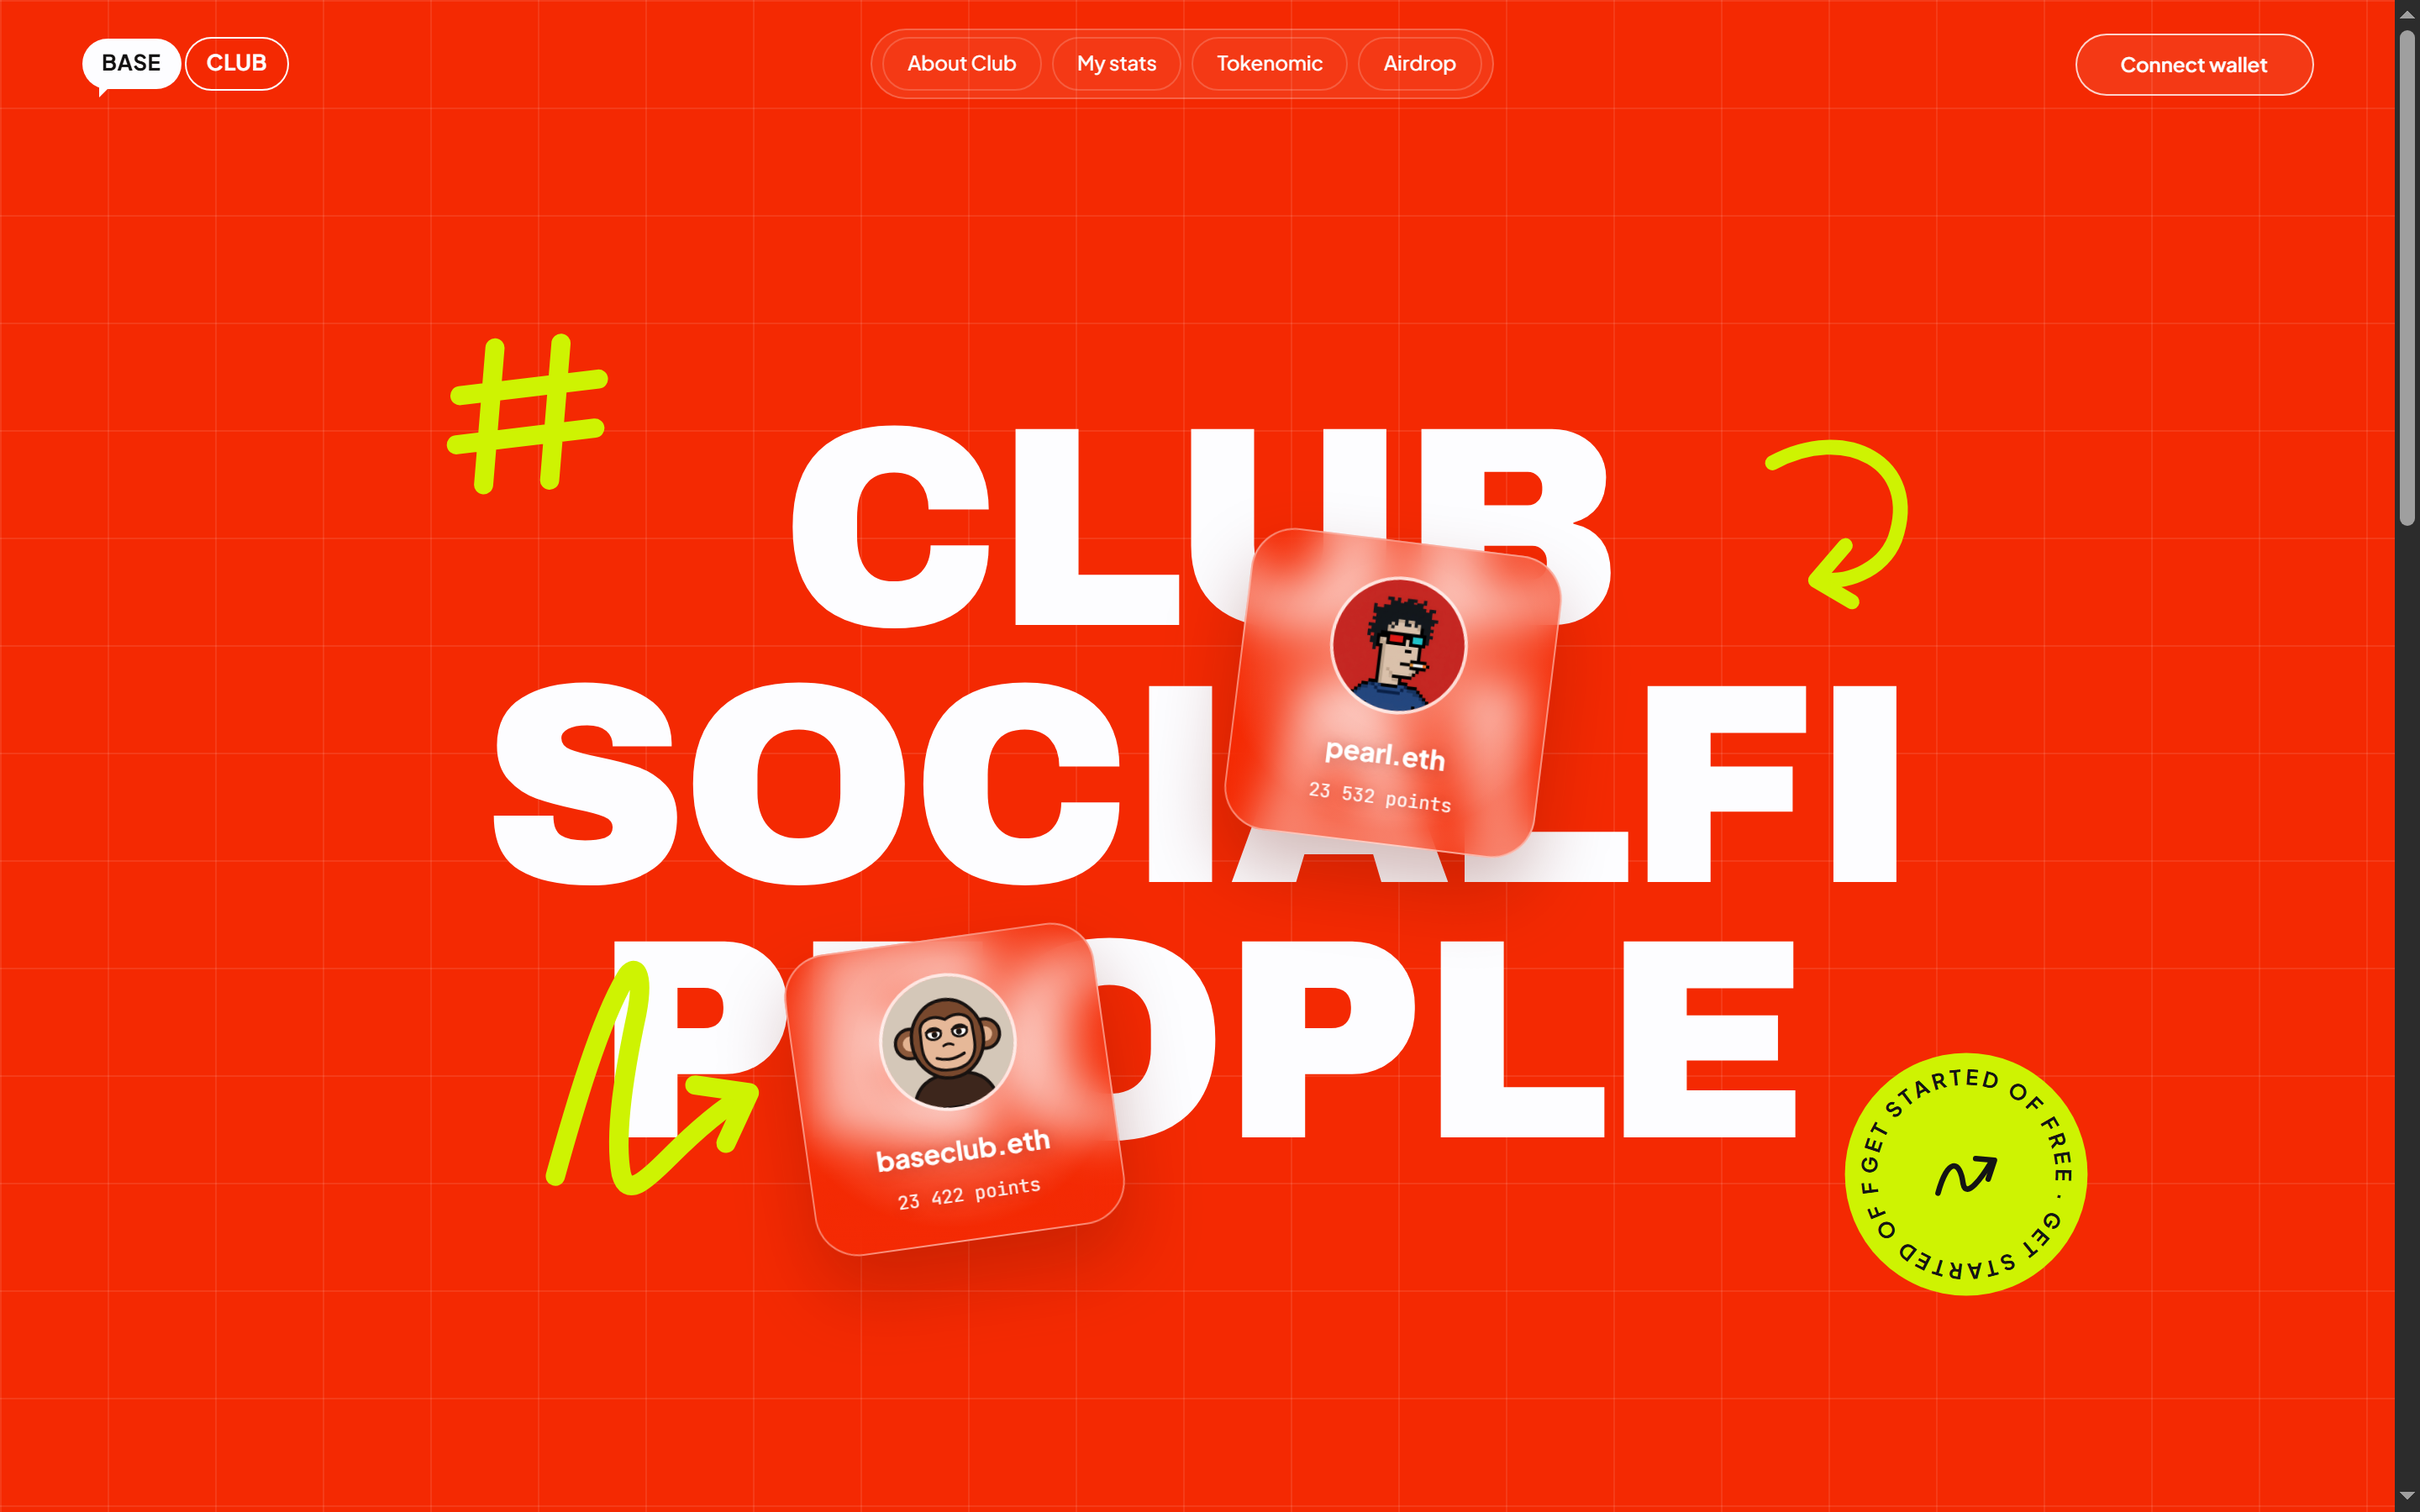 BASE CLUB
About Club
My stats
Tokenomic
Airdrop
Connect wallet
#
CLUB
SOCIALFI
PEOPLE
pearl.eth
23 532 points
baseclub.eth
23 422 points
GET STARTED OF FREE · GET STARTED OF F